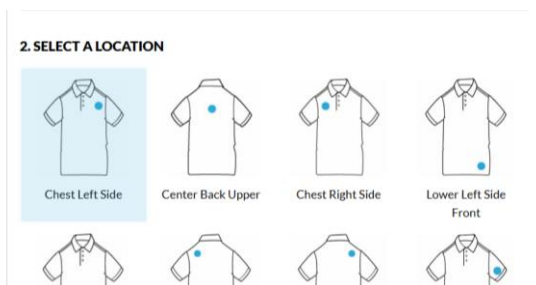 2. SELECT A LOCATION
Chest Left Side
Center Back Upper
Chest Right Side
Lower Left Side
Front